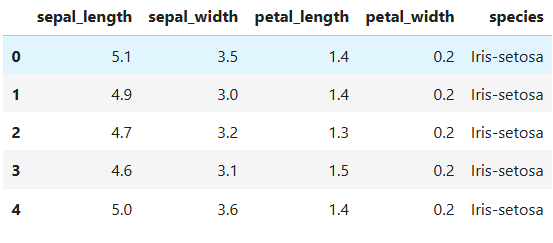 sepal_length sepal_width petal_length petal_width species
0 5.1 3.5 1.4 0.2 Iris-setosa
1 4.9 3.0 1.4 0.2 Iris-setosa
2 4.7 3.2 1.3 0.2 Iris-setosa
3 4.6 3.1 1.5 0.2 Iris-setosa
4 5.0 3.6 1.4 0.2 Iris-setosa